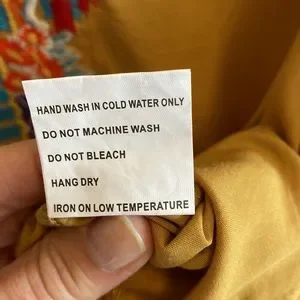 HAND WASH IN COLD WATER ONLY
DO NOT MACHINE WASH
DO NOT BLEACH
HANG DRY
IRON ON LOW TEMPERATURE